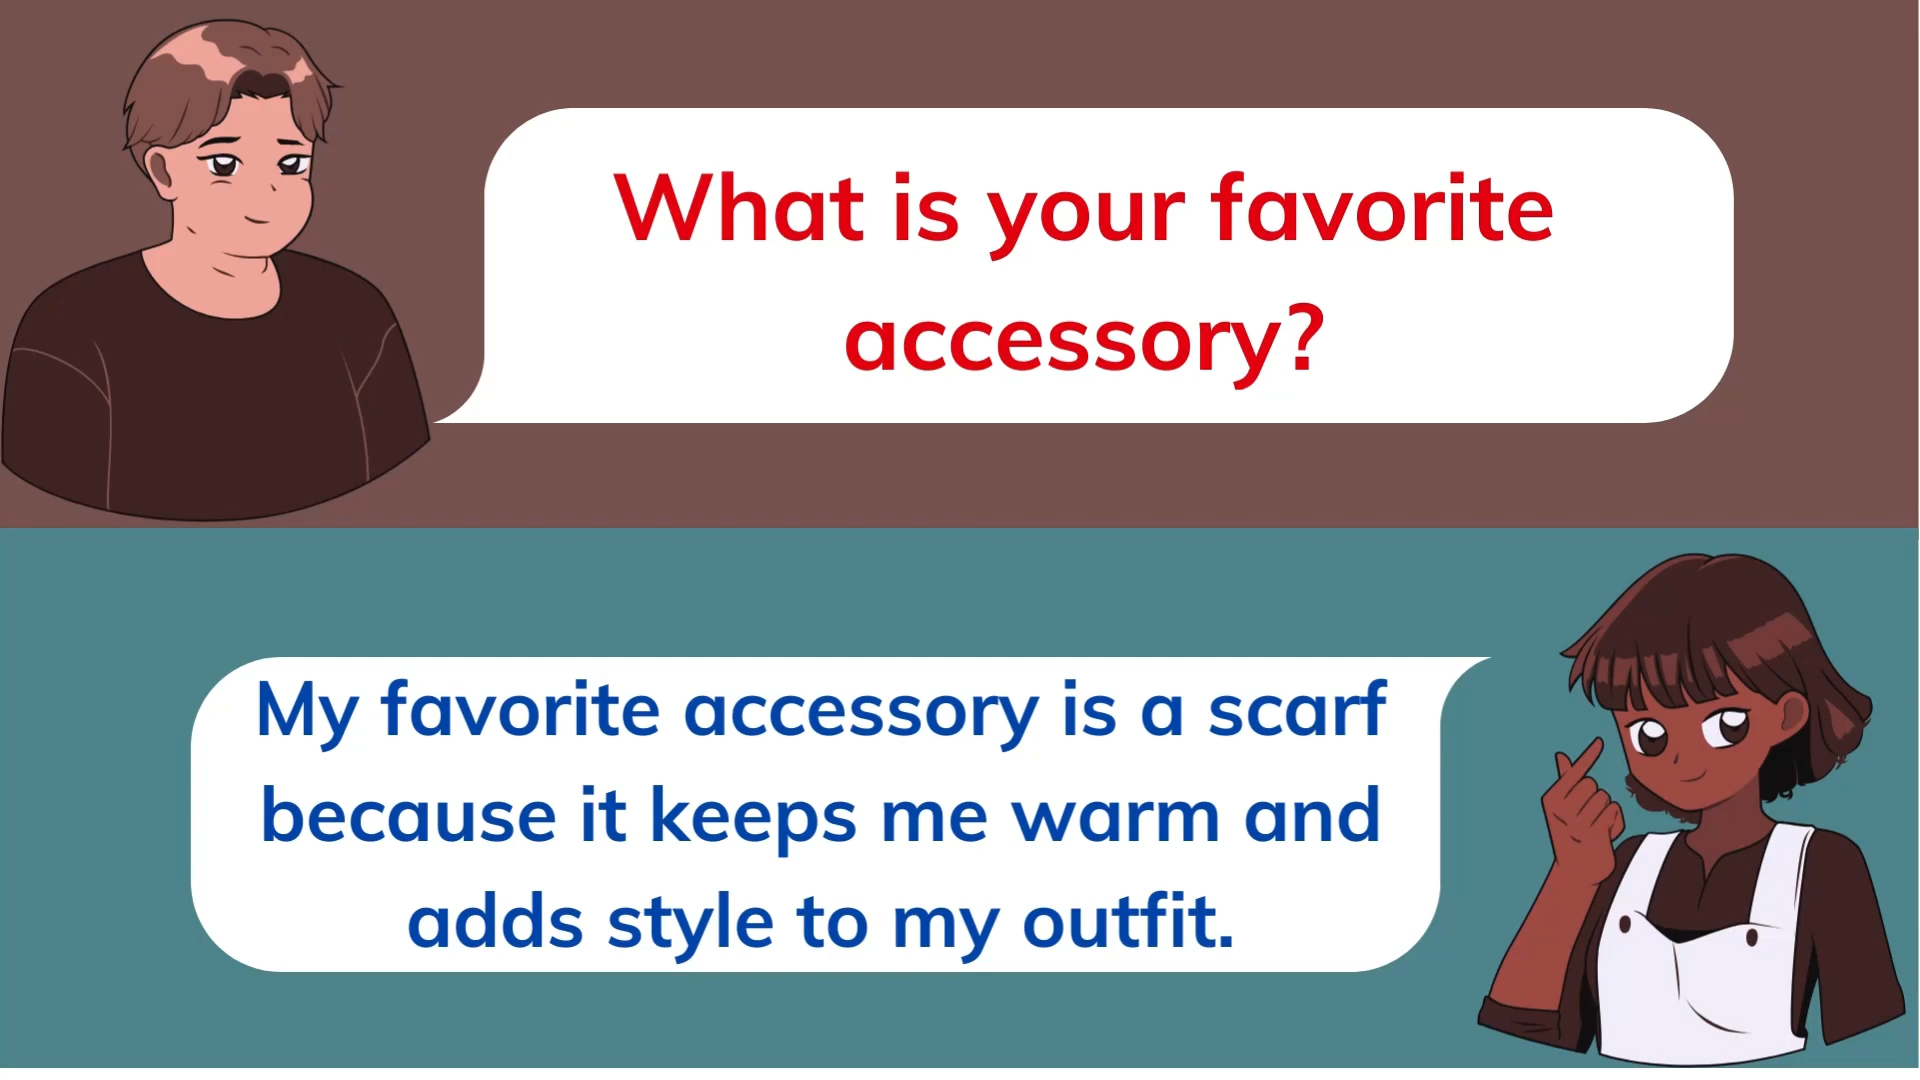 What is your favorite
accessory?
My favorite accessory is a scarf
because it keeps me warm and
adds style to my outfit.